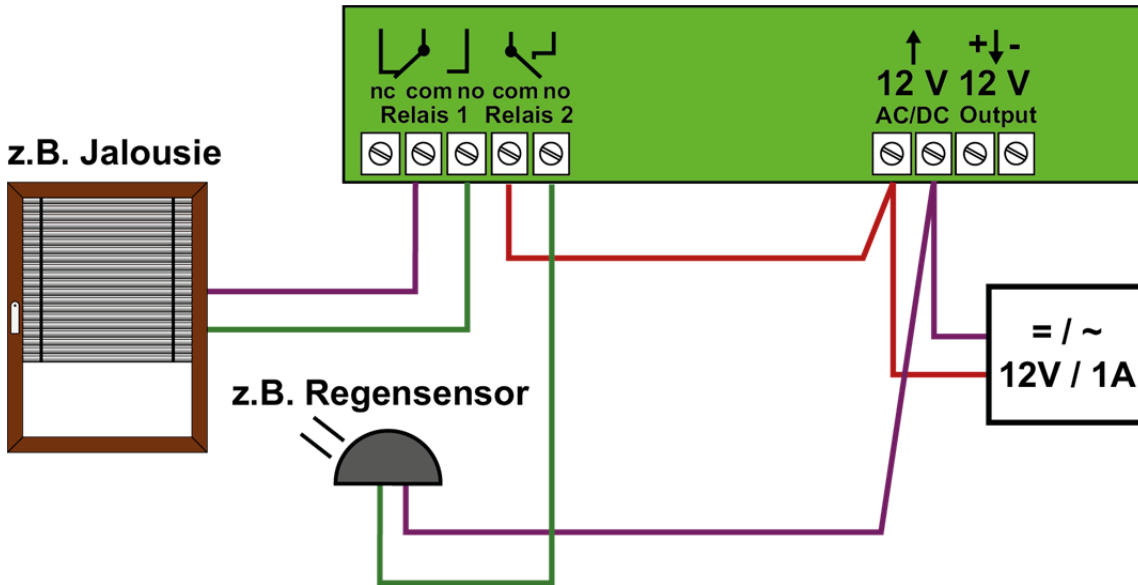 nc com no com no
Relais 1 Relais 2
+ -
12 V 12 V
AC/DC Output
z.B. Jalousie
= / ~
12V / 1A
z.B. Regensensor